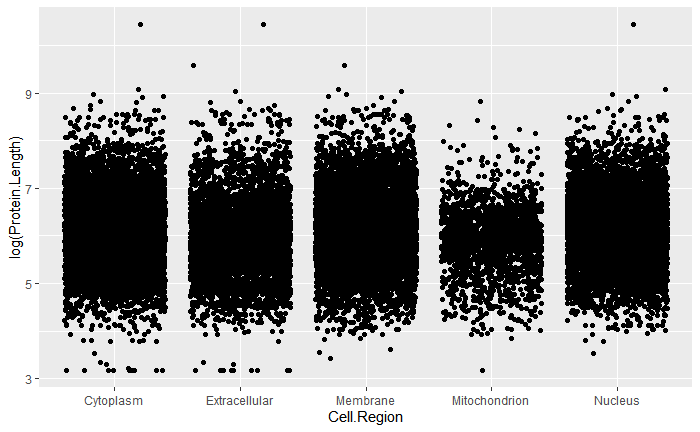 9
7
5
3
log(Protein.Length)
Cytoplasm Extracellular Membrane Mitochondrion Nucleus
Cell.Region